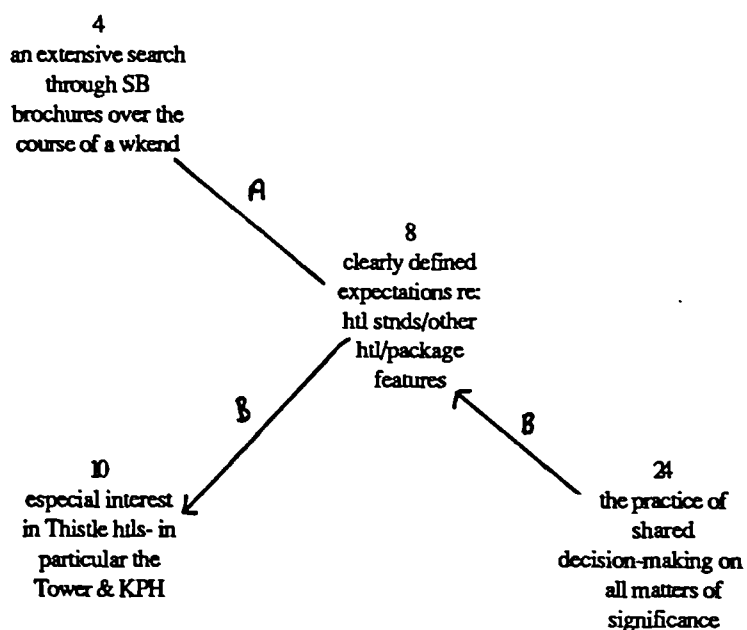 4
an extensive search
through SB
brochures over the
course of a wkend
A
8
clearly defined
expectations re:
htl stnds/other
htl/package
features
B
B
10
especial interest
in Thistle htls- in
particular the
Tower & KPH
24
the practice of
shared
decision-making on
all matters of
significance